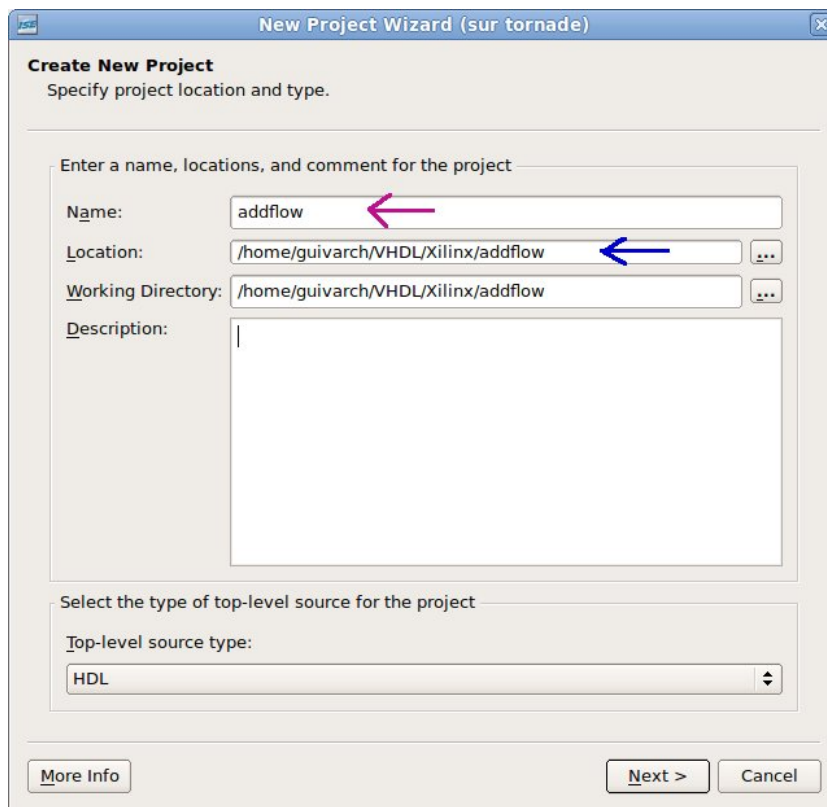 ISE
New Project Wizard (sur tornade)
Create New Project
Specify project location and type.
Enter a name, locations, and comment for the project
Name:
addflow
Location:
/home/guivarch/VHDL/Xilinx/addflow
...
Working Directory:
/home/guivarch/VHDL/Xilinx/addflow
...
Description:
Select the type of top-level source for the project
Top-level source type:
HDL
More Info
Next >
Cancel